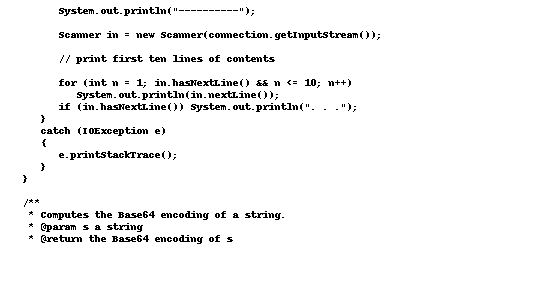 System.out.println("----------");
Scanner in = new Scanner(connection.getInputStream());
// print first ten lines of contents
for (int n = 1; in.hasNextLine() && n <= 10; n++)
System.out.println(in.nextLine());
if (in.hasNextLine()) System.out.println(". . .");
}
catch (IOException e)
{
e.printStackTrace();
}
}
/**
* Computes the Base64 encoding of a string.
* @param s a string
* @return the Base64 encoding of s